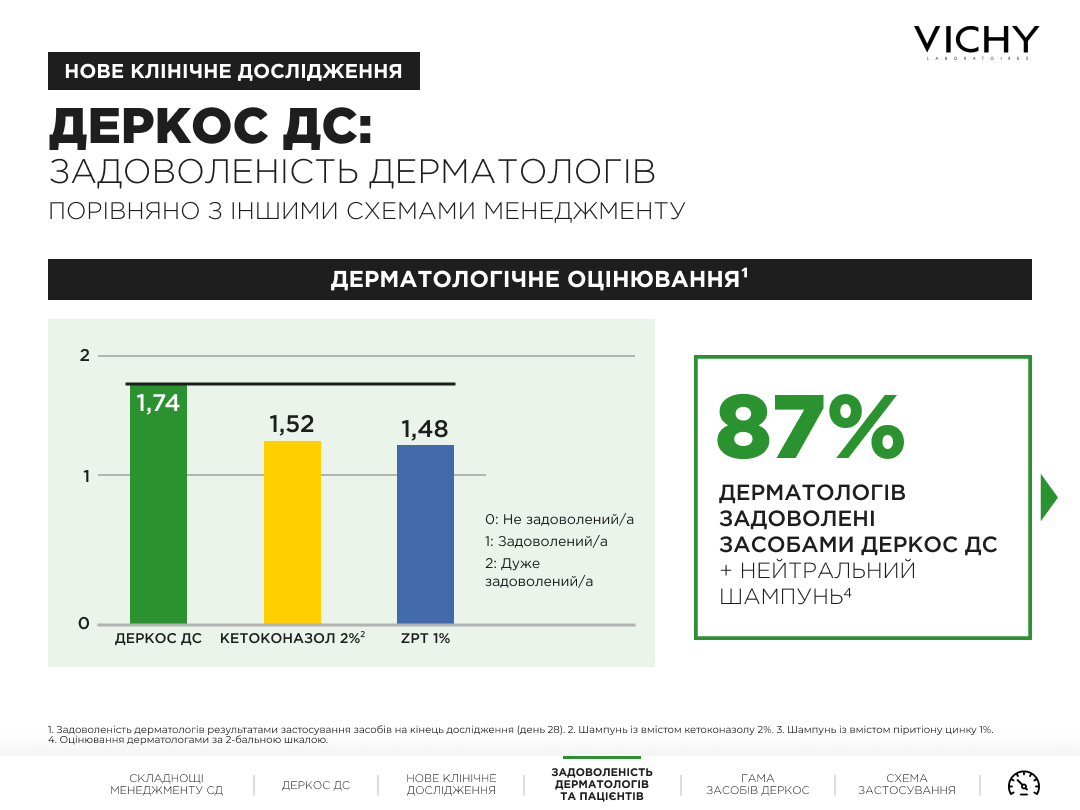 VICHY
LABORATOIRES
НОВЕ КЛІНІЧНЕ ДОСЛІДЖЕННЯ
ДЕРКОС ДС:
ЗАДОВОЛЕНІСТЬ ДЕРМАТОЛОГІВ
ПОРІВНЯНО З ІНШИМИ СХЕМАМИ МЕНЕДЖМЕНТУ
ДЕРМАТОЛОГІЧНЕ ОЦІНЮВАННЯ¹
2
1,74
1,52
1,48
1
0: Не задоволений/а
1: Задоволений/а
2: Дуже
задоволений/а
0
ДЕРКОС ДС КЕТОКОНАЗОЛ 2%² ZPT 1%
87%
ДЕРМАТОЛОГІВ
ЗАДОВОЛЕНІ
ЗАСОБАМИ ДЕРКОС ДС
+ НЕЙТРАЛЬНИЙ
ШАМПУНЬ⁴
1. Задоволеність дерматологів результатами застосування засобів на кінець дослідження (день 28). 2. Шампунь із вмістом кетоконазолу 2%. 3. Шампунь із вмістом піритіону цинку 1%.
4. Оцінювання дерматологами за 2-бальною шкалою.
СКЛАДНОЩІ
МЕНЕДЖМЕНТУ СД
ДЕРКОС ДС
НОВЕ КЛІНІЧНЕ
ДОСЛІДЖЕННЯ
ЗАДОВОЛЕНІСТЬ
ДЕРМАТОЛОГІВ
ТА ПАЦІЄНТІВ
ГАМА
ЗАСОБІВ ДЕРКОС
СХЕМА
ЗАСТОСУВАННЯ